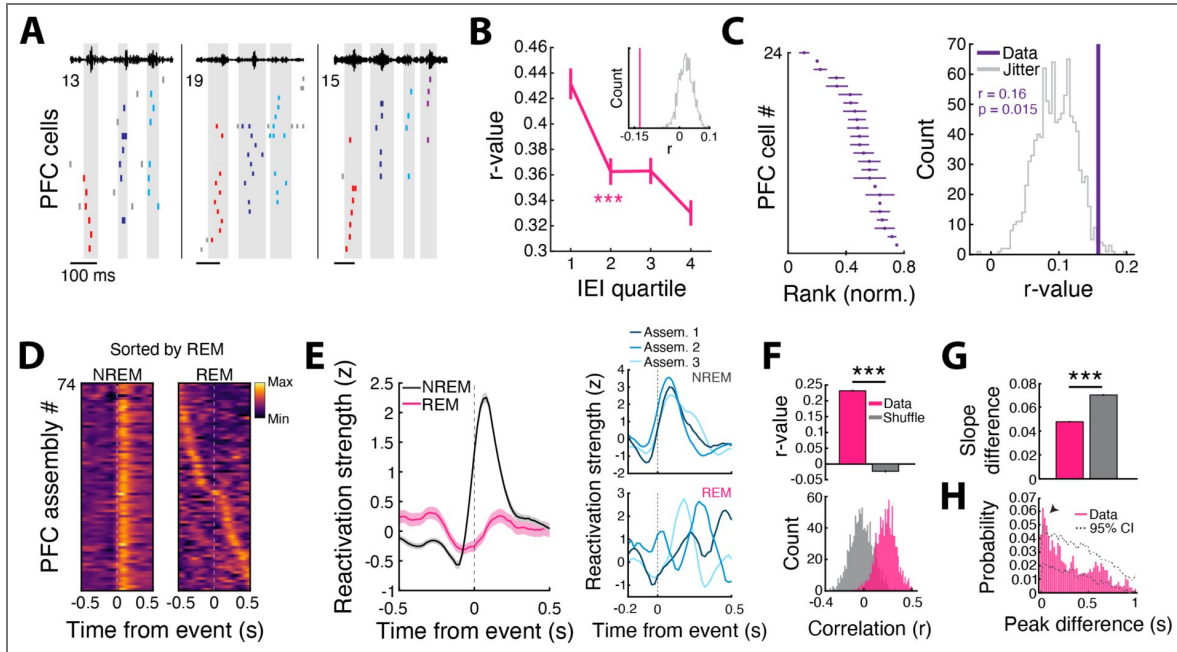 A
13
19
15
PFC cells
100 ms
B
r-value
0.46
0.44
0.42
0.4
0.38
0.36
0.34
0.32
0.3
***
1 2 3 4
IEI quartile
Count
-0.15 0 0.1
r
C
24
PFC cell #
0 0.4 0.8
Rank (norm.)
Data
Jitter
r = 0.16
p = 0.015
Count
70
60
50
40
30
20
10
0
0 0.1 0.2
r-value
D
Sorted by REM
NREM REM
74
Max
Min
PFC assembly #
-0.5 0 0.5 -0.5 0 0.5
Time from event (s)
E
Reactivation strength (z)
2.5
2
1.5
1
0.5
0.25
0
-0.5
-1
NREM
REM
-0.5 0 0.5
Time from event (s)
Assem. 1
Assem. 2
Assem. 3
Reactivation strength (z)
NREM
4
3
2
1
0
-1
-2
REM
3
2
1
0
-1
-0.2 0 0.5
Time from event (s)
F
***
r-value
0.25
0.20
0.15
0.10
0.05
0
-0.05
Data
Shuffle
Count
60
40
20
0
-0.4 0 0.5
Correlation (r)
G
***
Slope
difference
0.08
0.06
0.04
0.02
0
H
Probability
0.07
0.06
0.05
0.04
0.03
0.02
0.01
0
Data
95% CI
0 0.5 1
Peak difference (s)